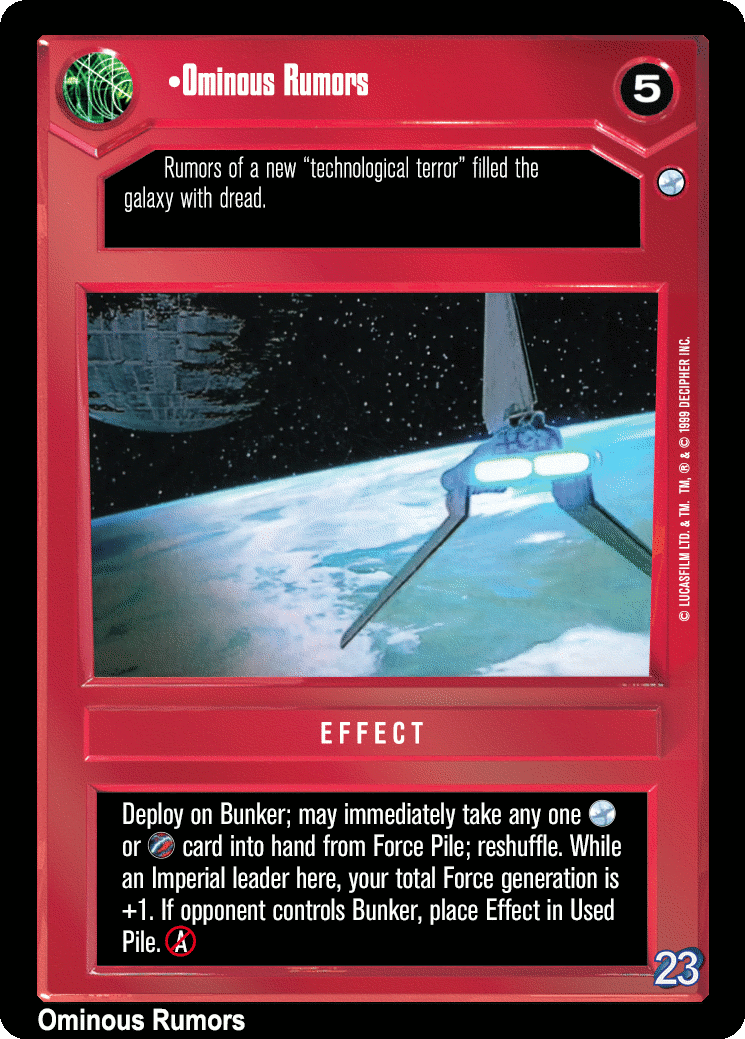 •Ominous Rumors
5
Rumors of a new “technological terror” filled the
galaxy with dread.
© LUCASFILM LTD. & TM. TM, ® & © 1999 DECIPHER INC.
EFFECT
Deploy on Bunker; may immediately take any one
or card into hand from Force Pile; reshuffle. While
an Imperial leader here, your total Force generation is
+1. If opponent controls Bunker, place Effect in Used
Pile. A
23
Ominous Rumors